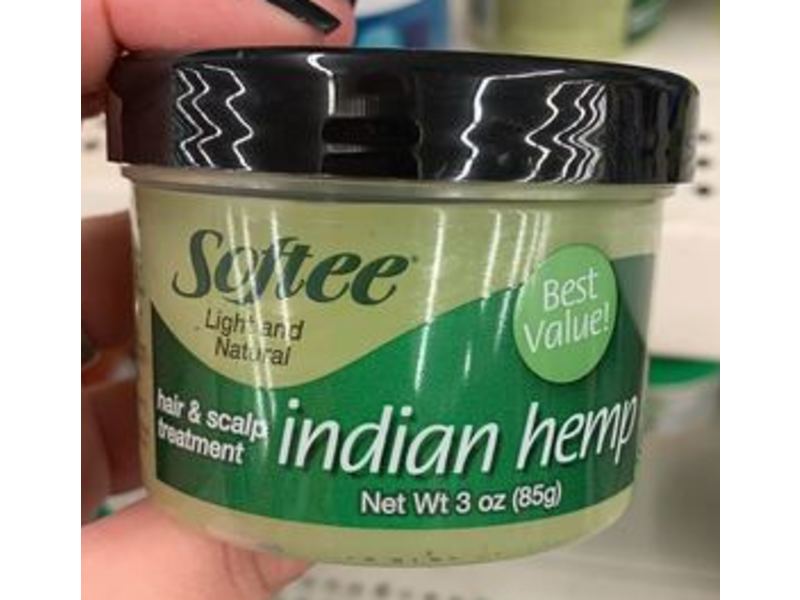 Softee
Light and
Natural
Best
Value!
hair & scalp
treatment
indian hemp
Net Wt 3 oz (85g)